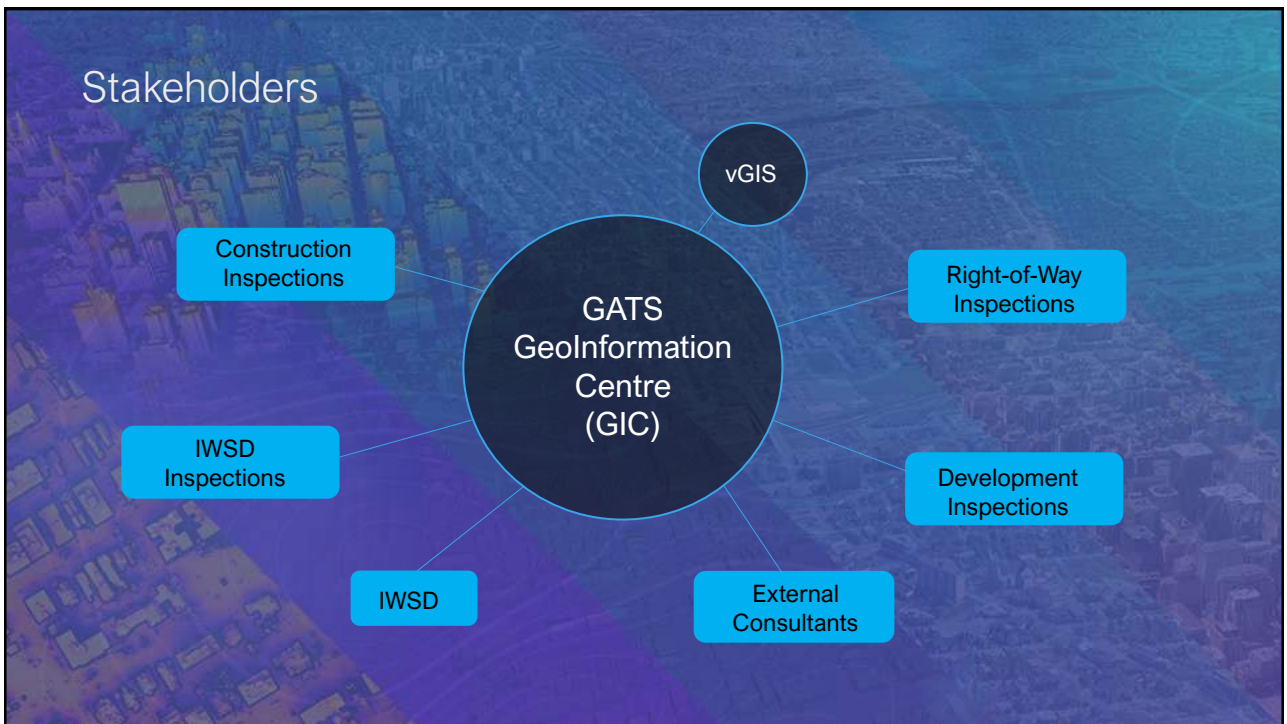 Stakeholders
vGIS
Construction
Inspections
Right-of-Way
Inspections
GATS
GeoInformation
Centre
(GIC)
IWSD
Inspections
Development
Inspections
IWSD
External
Consultants